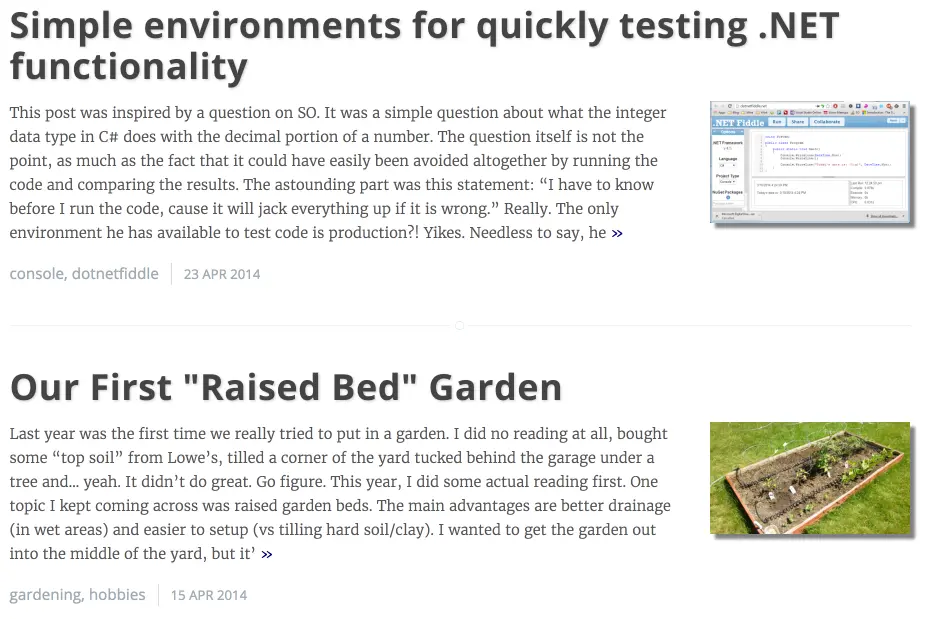 Simple environments for quickly testing .NET
functionality
This post was inspired by a question on SO. It was a simple question about what the integer
data type in C# does with the decimal portion of a number. The question itself is not the
point, as much as the fact that it could have easily been avoided altogether by running the
code and comparing the results. The astounding part was this statement: “I have to know
before I run the code, cause it will jack everything up if it is wrong.” Really. The only
environment he has available to test code is production?! Yikes. Needless to say, he »
.NET Fiddle
Run
Share
Collaborate
console, dotnetfiddle
23 APR 2014
Our First "Raised Bed" Garden
Last year was the first time we really tried to put in a garden. I did no reading at all, bought
some “top soil” from Lowe’s, tilled a corner of the yard tucked behind the garage under a
tree and… yeah. It didn’t do great. Go figure. This year, I did some actual reading first. One
topic I kept coming across was raised garden beds. The main advantages are better drainage
(in wet areas) and easier to setup (vs tilling hard soil/clay). I wanted to get the garden out
into the middle of the yard, but it’ »
gardening, hobbies
15 APR 2014